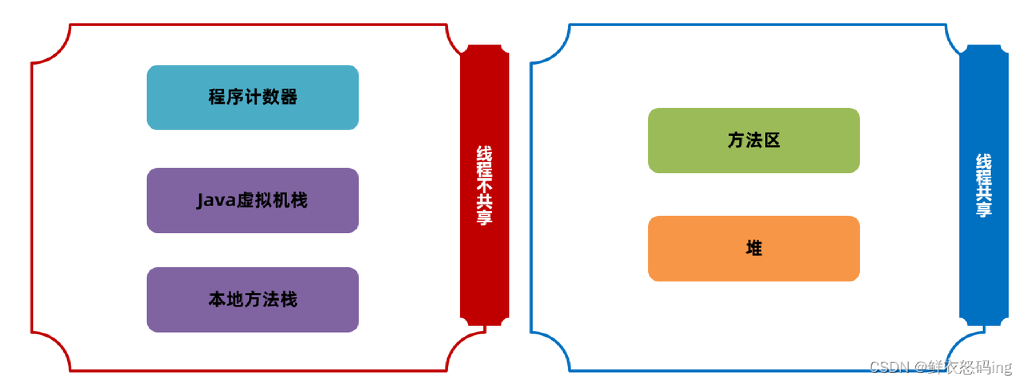 程序计数器
Java虚拟机栈
本地方法栈
线程不共享
方法区
堆
线程共享
CSDN @鲜衣怒码ing